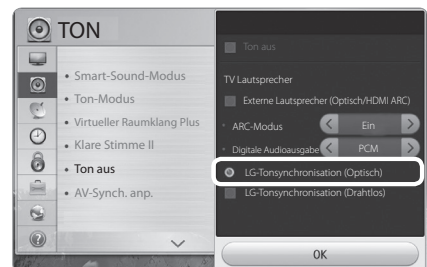 TON
Smart-Sound-Modus
Ton-Modus
Virtueller Raumklang Plus
Klare Stimme II
Ton aus
AV-Synch. anp.
Ton aus
TV Lautsprecher
Externe Lautsprecher (Optisch/HDMI ARC)
ARC-Modus Ein
Digitale Audioausgabe PCM
LG-Tonsynchronisation (Optisch)
LG-Tonsynchronisation (Drahtlos)
OK